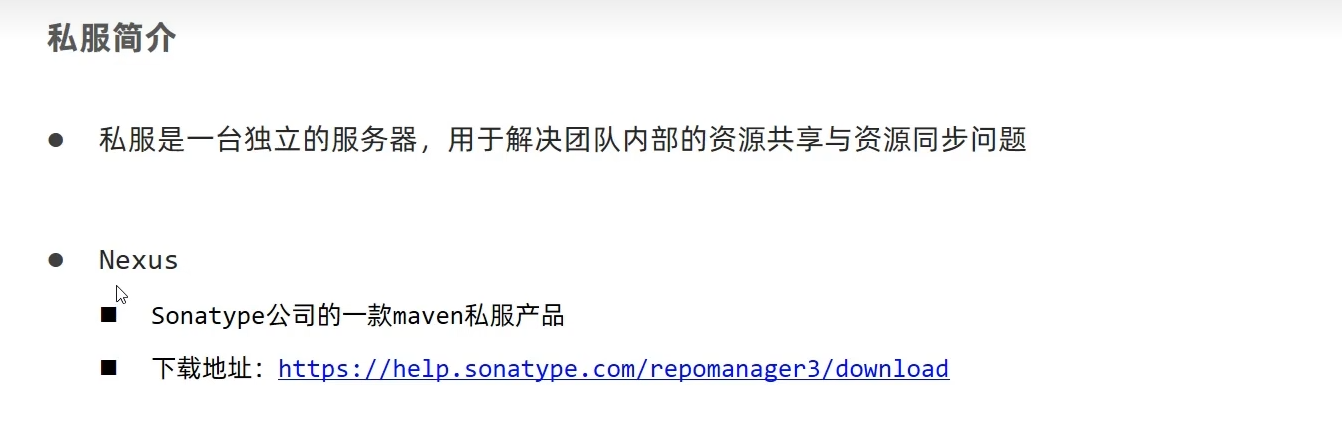 私服简介
私服是一台独立的服务器，用于解决团队内部的资源共享与资源同步问题
Nexus
Sonatype公司的一款maven私服产品
下载地址：https://help.sonatype.com/repomanager3/download